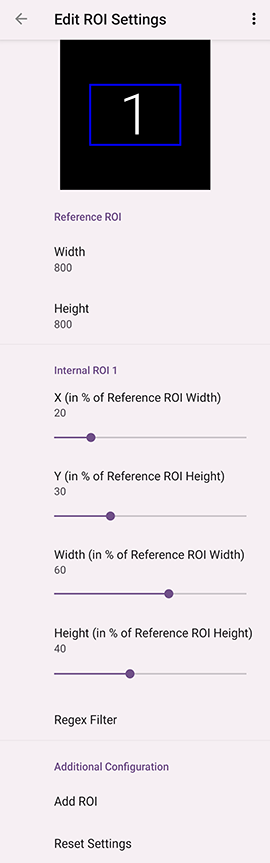 Edit ROI Settings
1
Reference ROI
Width
800
Height
800
Internal ROI 1
X (in % of Reference ROI Width)
20
Y (in % of Reference ROI Height)
30
Width (in % of Reference ROI Width)
60
Height (in % of Reference ROI Height)
40
Regex Filter
Additional Configuration
Add ROI
Reset Settings